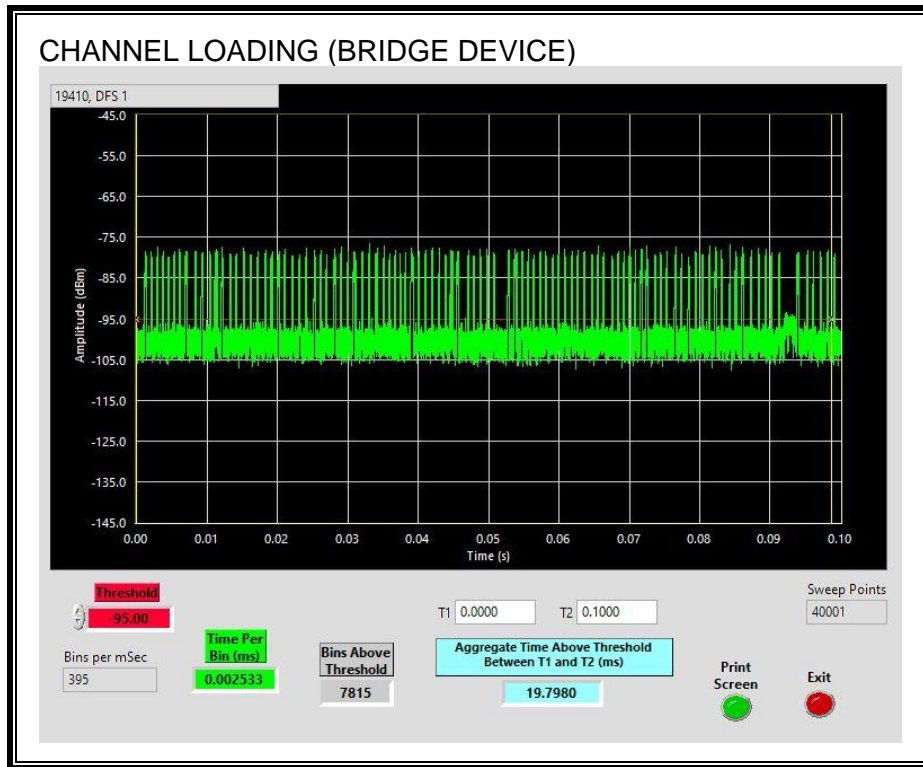 CHANNEL LOADING (BRIDGE DEVICE)
19410, DFS 1
Amplitude (dBm)
-45.0
-55.0
-65.0
-75.0
-85.0
-95.0
-105.0
-115.0
-125.0
-135.0
-145.0
0.00 0.01 0.02 0.03 0.04 0.05 0.06 0.07 0.08 0.09 0.10
Time (s)
Threshold
-95.00
Bins per mSec
395
Time Per
Bin (ms)
0.002533
Bins Above
Threshold
7815
T1 0.0000 T2 0.1000
Aggregate Time Above Threshold
Between T1 and T2 (ms)
19.7980
Sweep Points
40001
Print
Screen
Exit